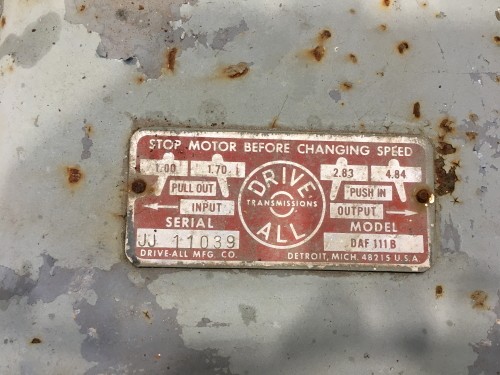 STOP MOTOR BEFORE CHANGING SPEED
1.00 1.70 2.83 4.84
PULL OUT PUSH IN
INPUT OUTPUT
DRIVE-
TRANSMISSIONS
ALL
SERIAL MODEL
JJ 11039 DAF 111B
DRIVE-ALL MFG. CO. DETROIT, MICH. 48215 U.S.A